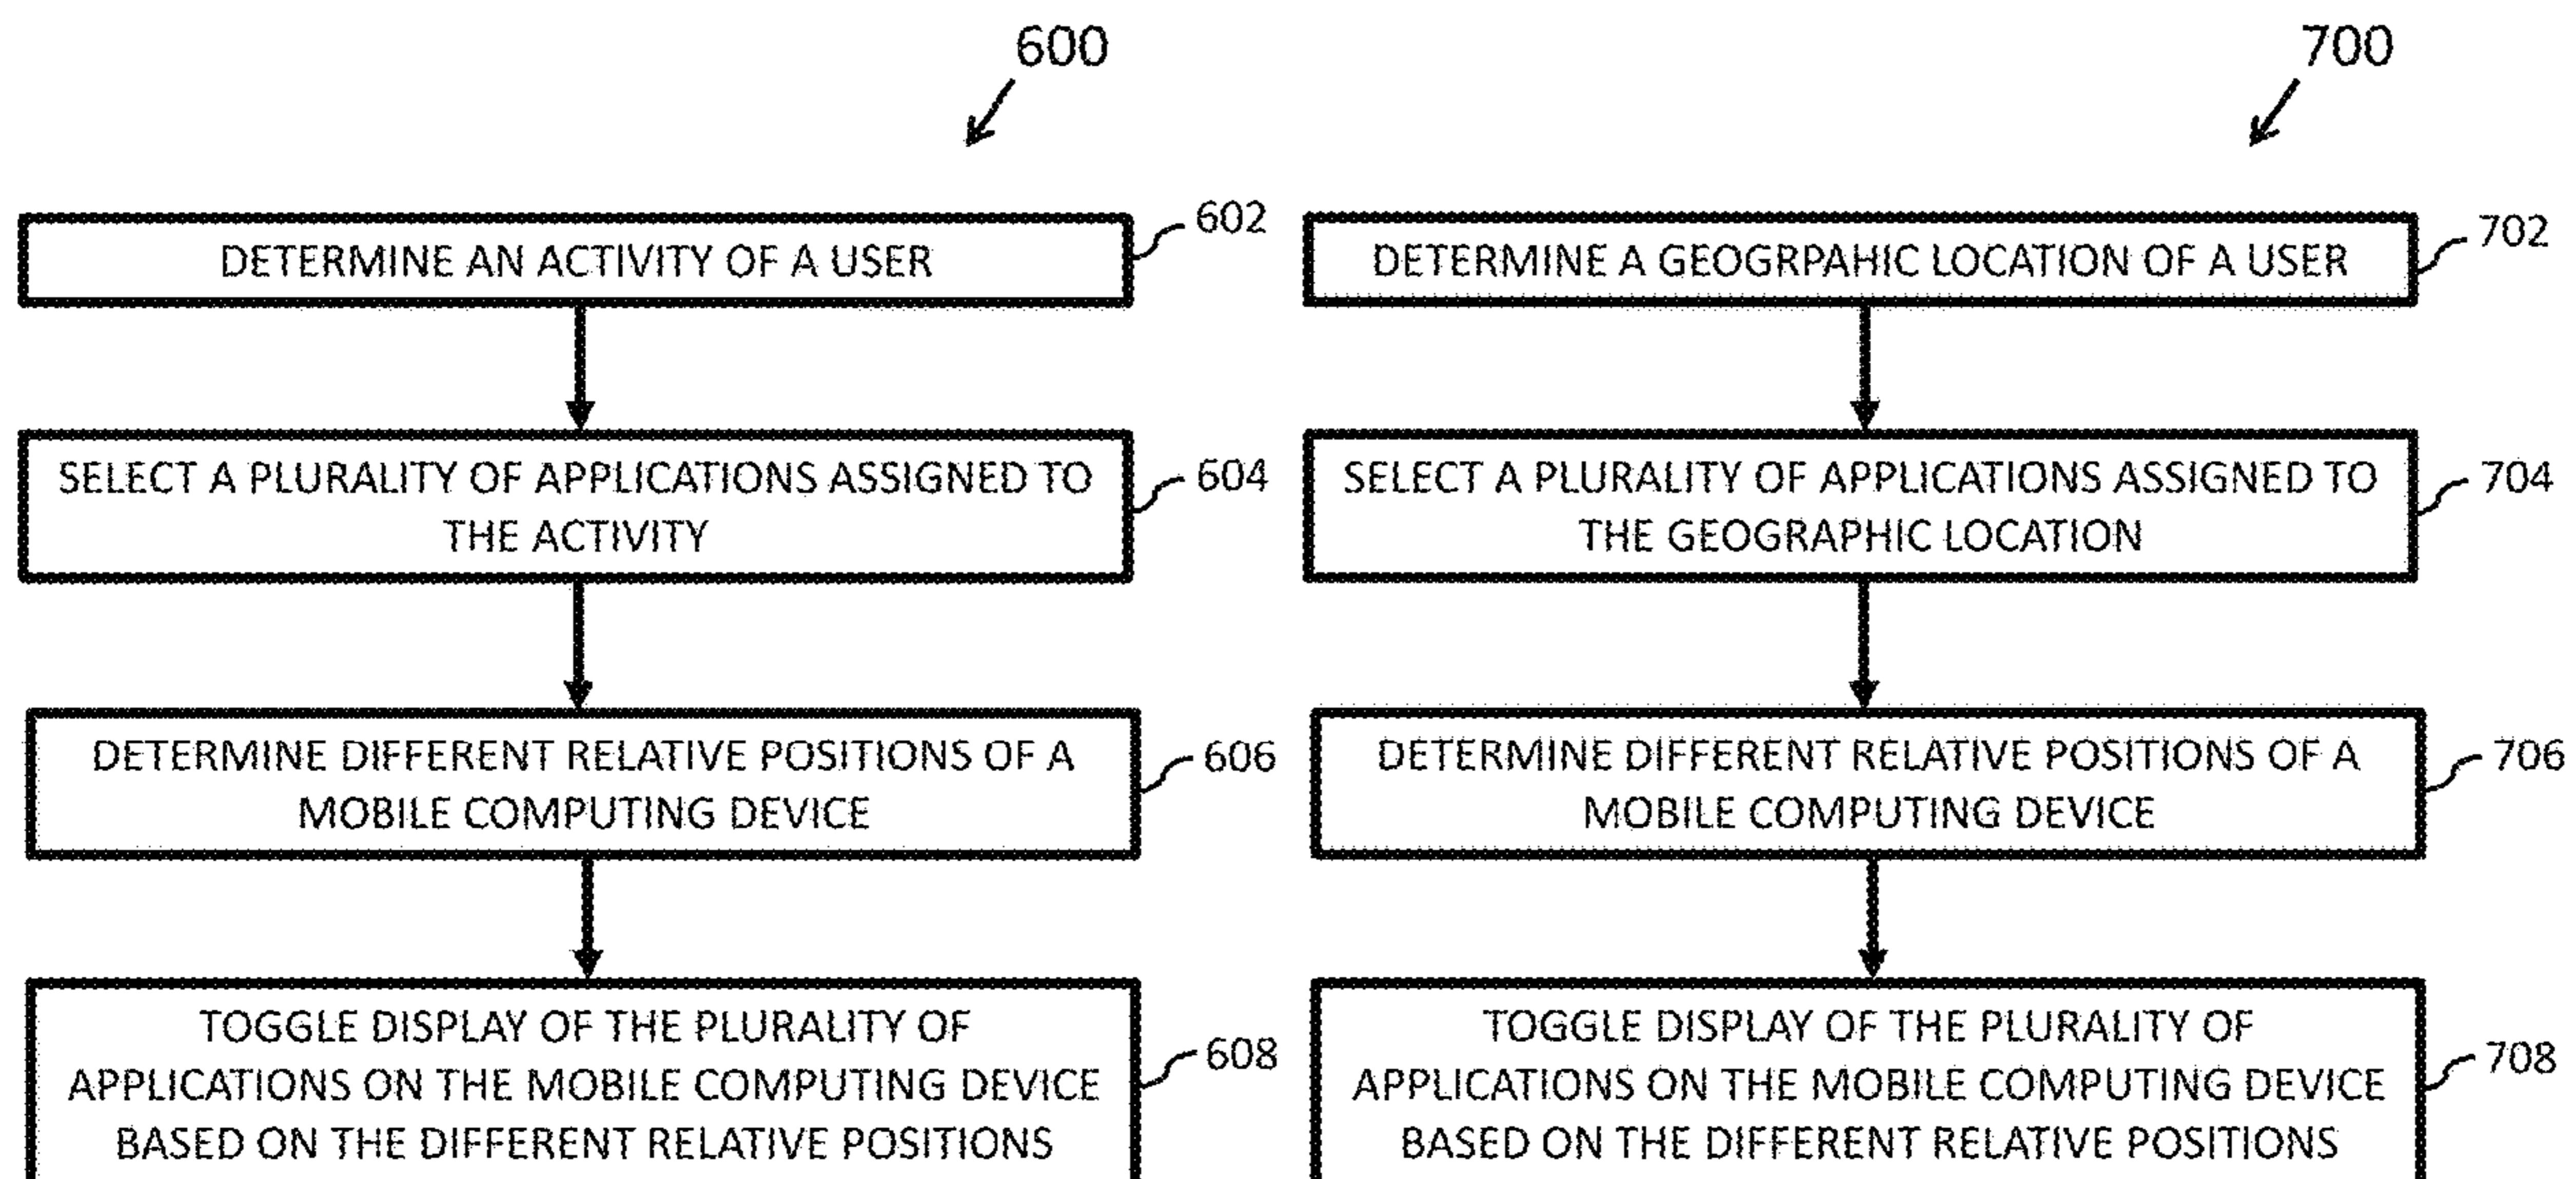 600
602
DETERMINE AN ACTIVITY OF A USER
604
SELECT A PLURALITY OF APPLICATIONS ASSIGNED TO
THE ACTIVITY
606
DETERMINE DIFFERENT RELATIVE POSITIONS OF A
MOBILE COMPUTING DEVICE
608
TOGGLE DISPLAY OF THE PLURALITY OF
APPLICATIONS ON THE MOBILE COMPUTING DEVICE
BASED ON THE DIFFERENT RELATIVE POSITIONS
700
702
DETERMINE A GEOGRPAHIC LOCATION OF A USER
704
SELECT A PLURALITY OF APPLICATIONS ASSIGNED TO
THE GEOGRAPHIC LOCATION
706
DETERMINE DIFFERENT RELATIVE POSITIONS OF A
MOBILE COMPUTING DEVICE
708
TOGGLE DISPLAY OF THE PLURALITY OF
APPLICATIONS ON THE MOBILE COMPUTING DEVICE
BASED ON THE DIFFERENT RELATIVE POSITIONS